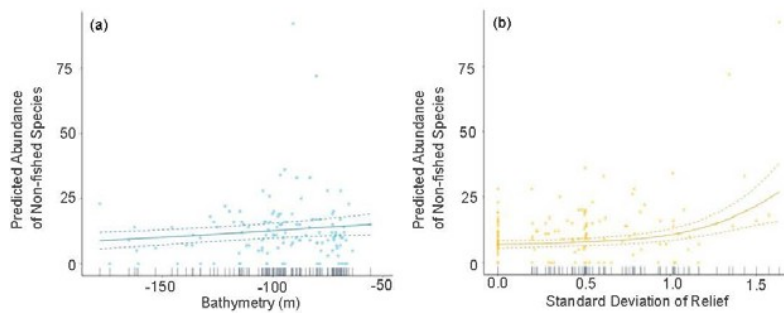 (a)
75
50
25
0
Predicted Abundance
of Non-fished Species
-150
-100
-50
Bathymetry (m)
(b)
75
50
25
0
Predicted Abundance
of Non-fished Species
0.0
0.5
1.0
1.5
Standard Deviation of Relief